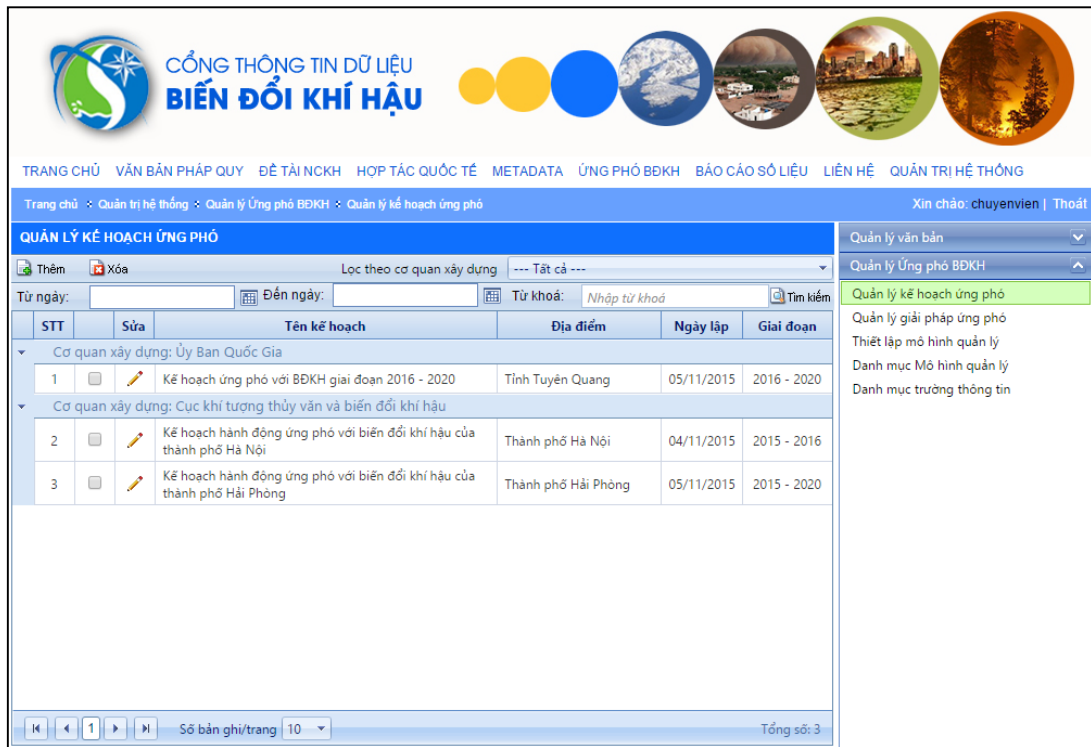 CỔNG THÔNG TIN DỮ LIỆU
BIẾN ĐỔI KHÍ HẬU
TRANG CHỦ VĂN BẢN PHÁP QUY ĐỀ TÀI NCKH HỢP TÁC QUỐC TẾ METADATA ỨNG PHÓ BĐKH BÁO CÁO SỐ LIỆU LIÊN HỆ QUẢN TRỊ HỆ THỐNG
Trang chủ Quản trị hệ thống Quản lý Ứng phó BĐKH Quản lý kế hoạch ứng phó Xin chào: chuyenvien | Thoát
QUẢN LÝ KẾ HOẠCH ỨNG PHÓ
Thêm Xóa Lọc theo cơ quan xây dựng --- Tất cả ---
Từ ngày: Đến ngày: Từ khoá: Nhập từ khoá Tìm kiếm
STT Sửa Tên kế hoạch Địa điểm Ngày lập Giai đoạn
Cơ quan xây dựng: Ủy Ban Quốc Gia
1 Kế hoạch ứng phó với BĐKH giai đoạn 2016 - 2020 Tỉnh Tuyên Quang 05/11/2015 2016 - 2020
Cơ quan xây dựng: Cục khí tượng thủy văn và biến đổi khí hậu
2 Kế hoạch hành động ứng phó với biến đổi khí hậu của
thành phố Hà Nội Thành phố Hà Nội 04/11/2015 2015 - 2016
3 Kế hoạch hành động ứng phó với biến đổi khí hậu của
thành phố Hải Phòng Thành phố Hải Phòng 05/11/2015 2015 - 2020
1 Số bản ghi/trang 10 Tổng số: 3
Quản lý văn bản
Quản lý Ứng phó BĐKH
Quản lý kế hoạch ứng phó
Quản lý giải pháp ứng phó
Thiết lập mô hình quản lý
Danh mục Mô hình quản lý
Danh mục trường thông tin